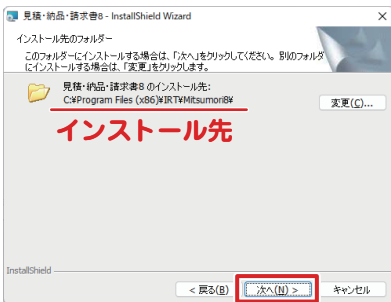 見積・納品・請求書8 - InstallShield Wizard
インストール先のフォルダー
このフォルダーにインストールする場合は、「次へ」をクリックしてください。別のフォルダ
にインストールする場合は、「変更」をクリックします。
見積・納品・請求書8 のインストール先:
C:¥Program Files (x86)¥IRT¥Mitsumori8¥
変更(C)...
インストール先
InstallShield
< 戻る(B)
次へ(N) >
キャンセル